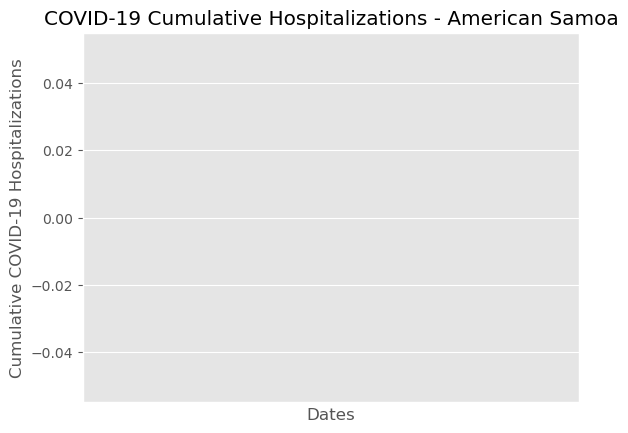 COVID-19 Cumulative Hospitalizations - American Samoa
Cumulative COVID-19 Hospitalizations
0.04
0.02
0.00
−0.02
−0.04
Dates